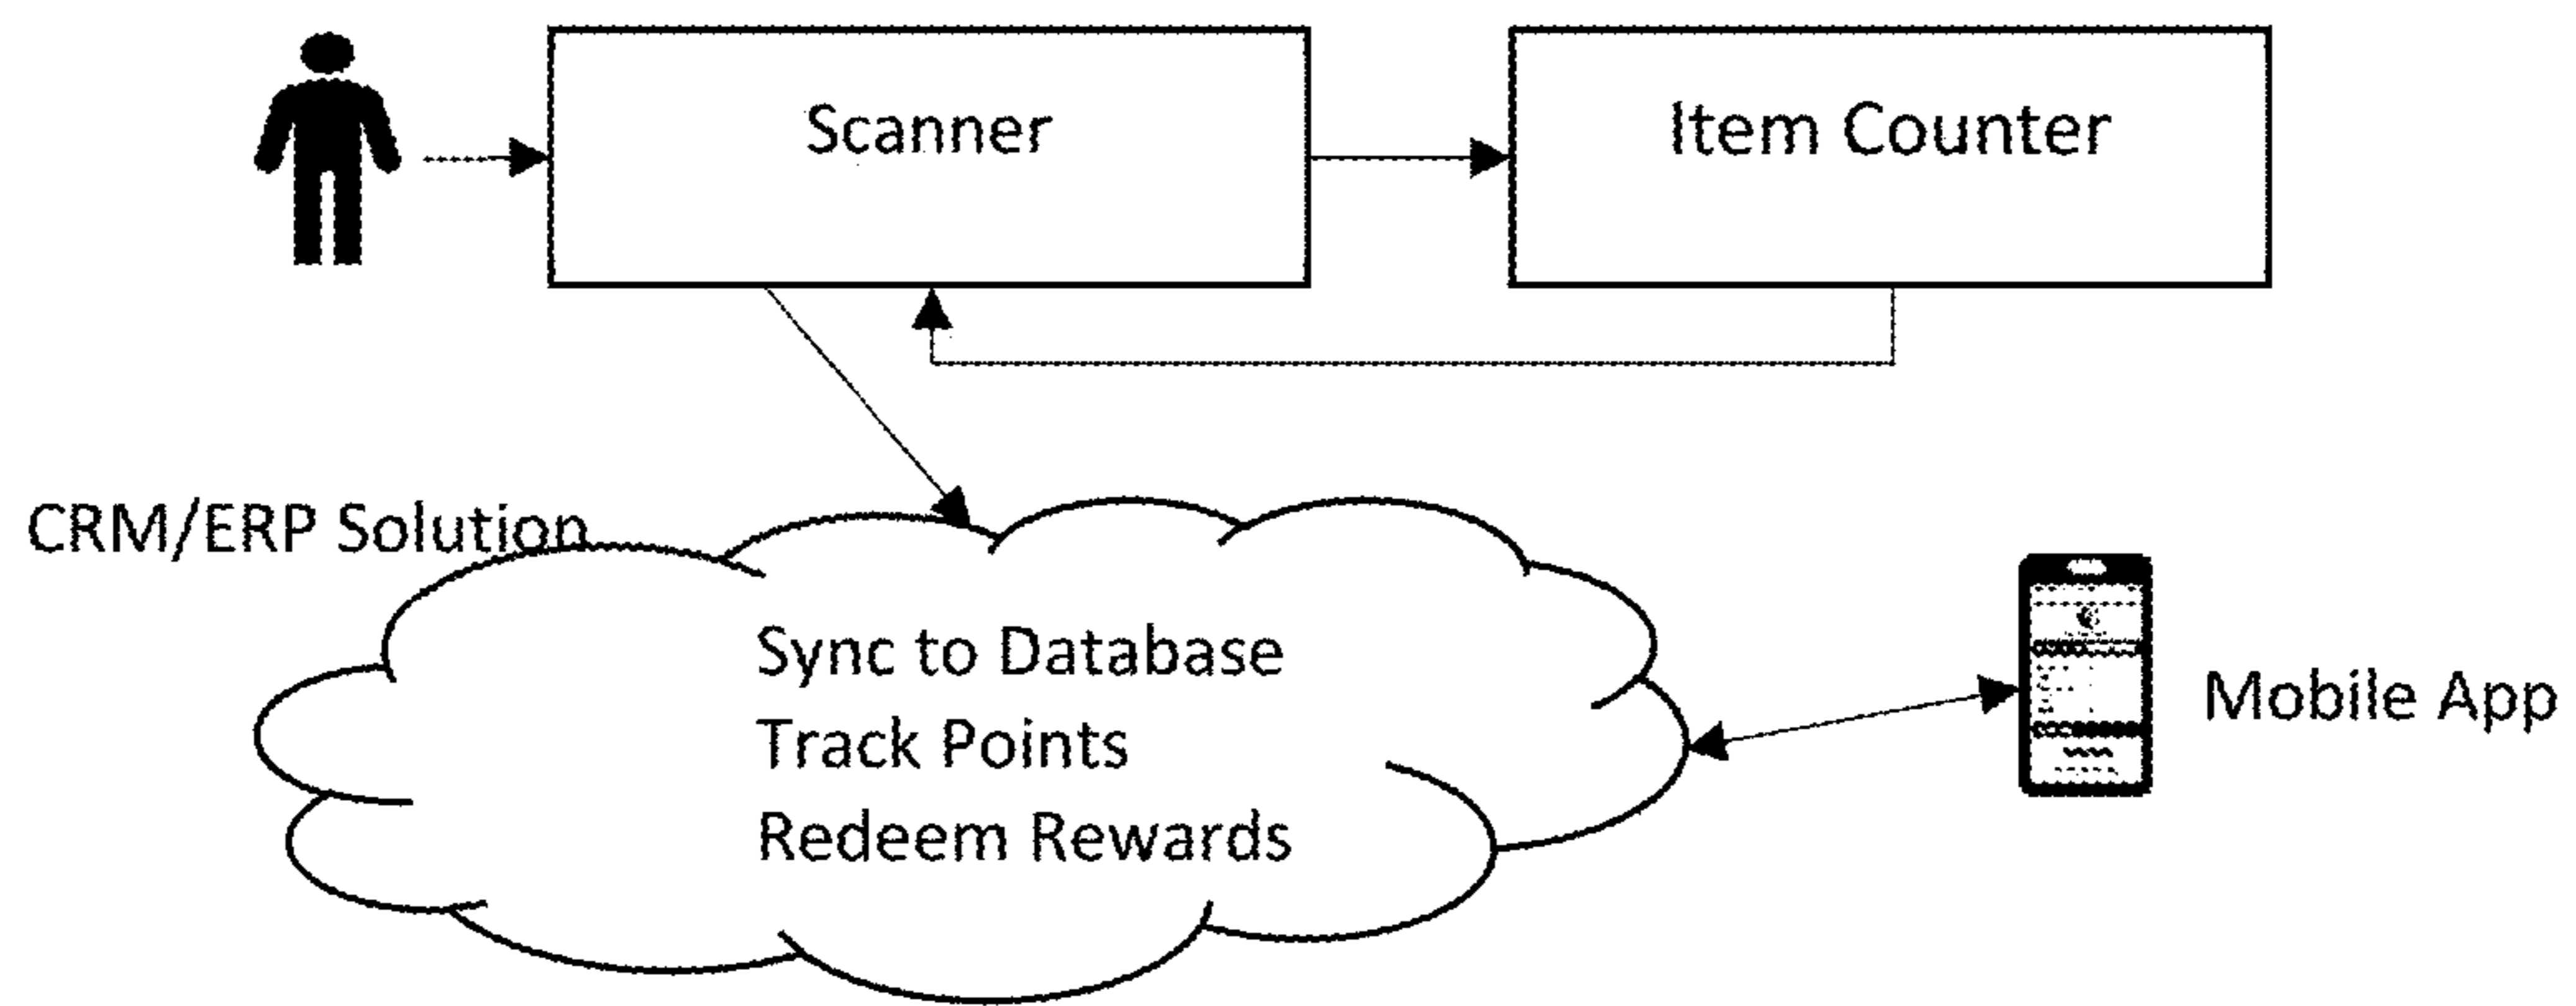 Scanner
Item Counter
CRM/ERP Solution
Sync to Database
Track Points
Redeem Rewards
Mobile App